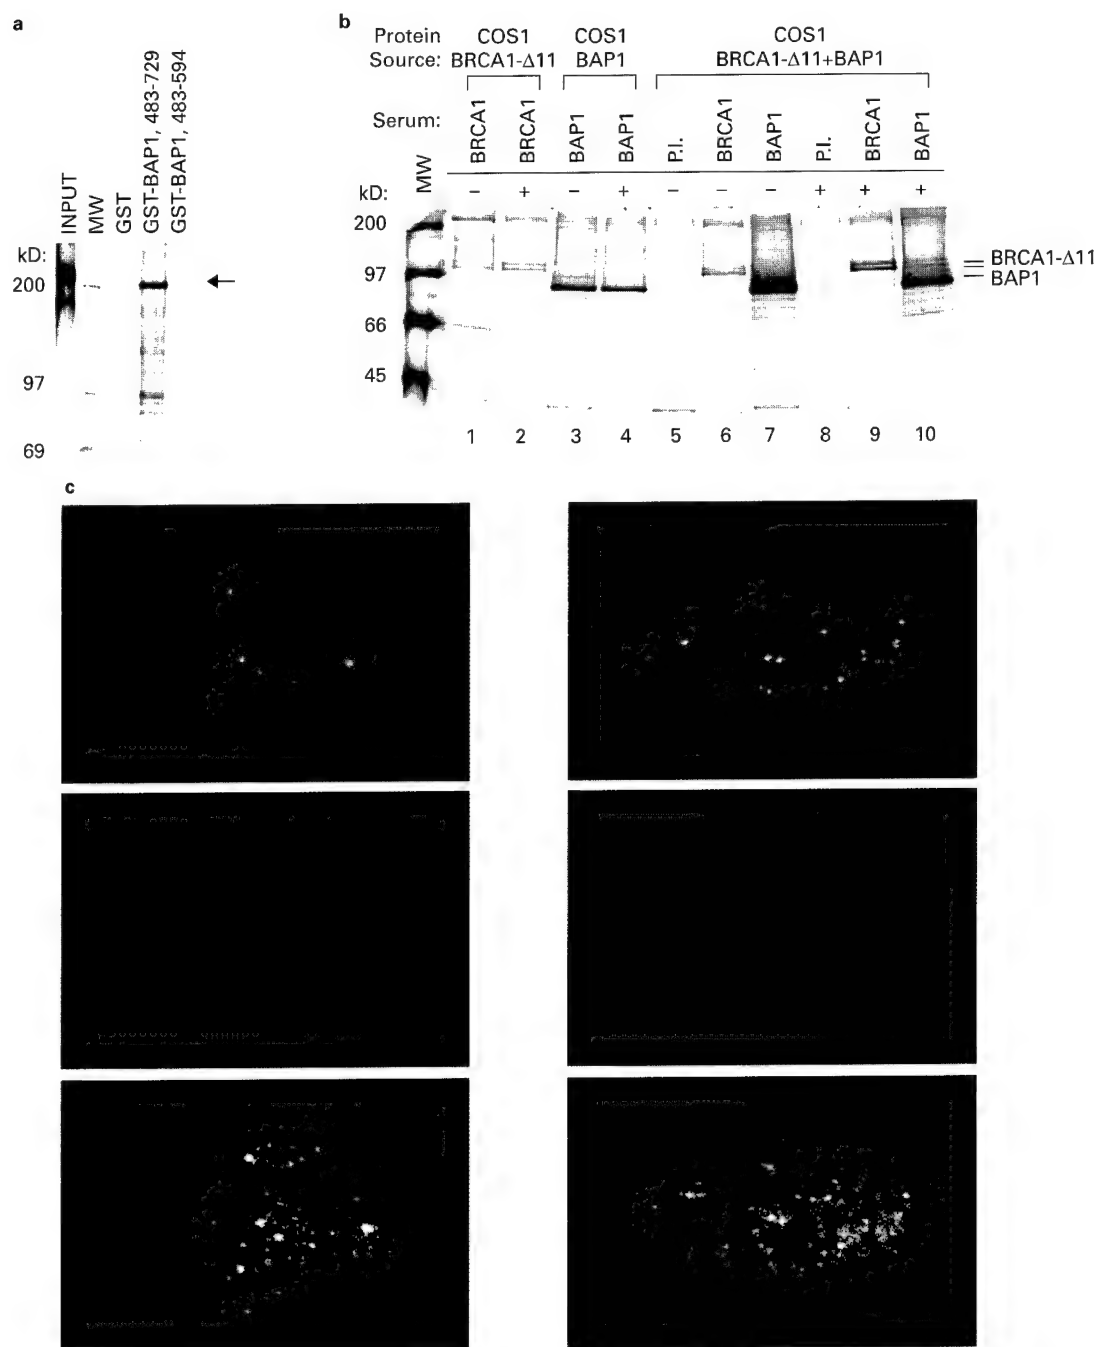 a
INPUT
MW
GST
GST-BAP1, 483-729
GST-BAP1, 483-594
kD:
200
97
69
b
Protein Source:
COS1 BRCA1-Δ11
COS1 BAP1
COS1 BRCA1-Δ11+BAP1
Serum:
MW
BRCA1
BRCA1
BAP1
BAP1
P.I.
BRCA1
BAP1
P.I.
BRCA1
BAP1
kD:
− + − + − − − + + +
200
97
66
45
BRCA1-Δ11
BAP1
1 2 3 4 5 6 7 8 9 10
c